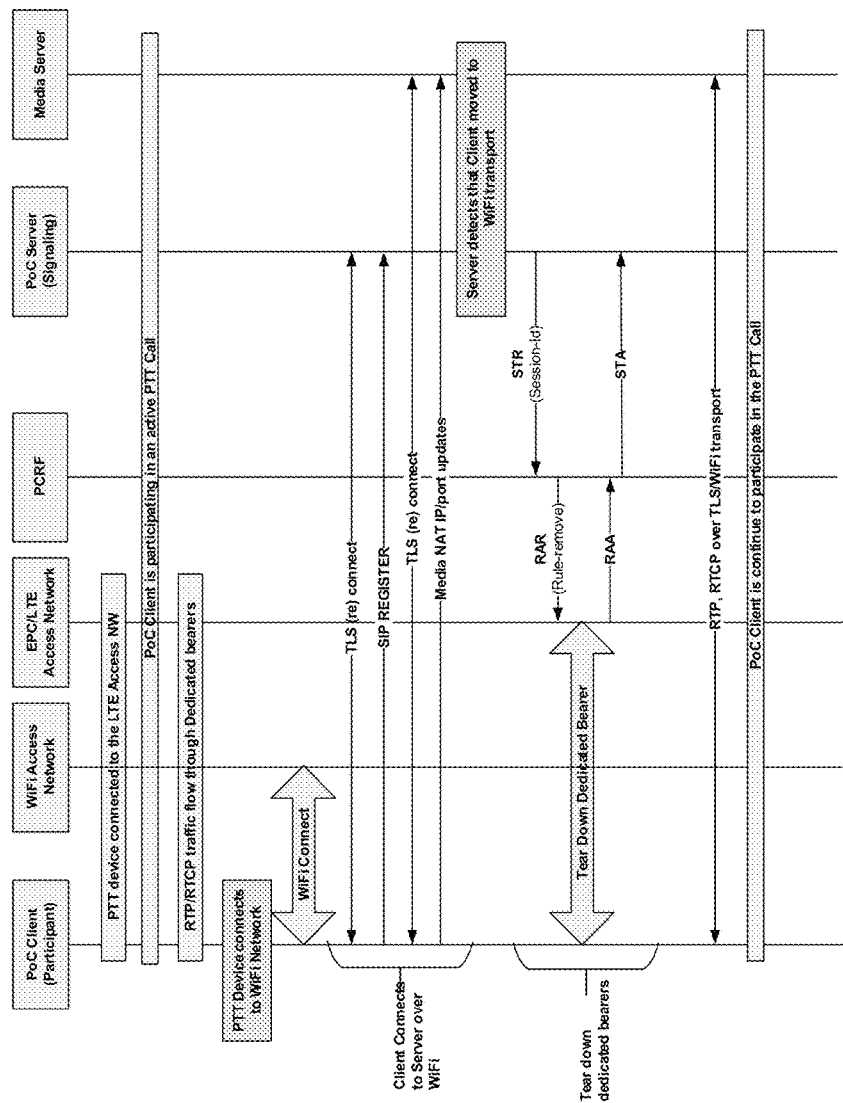 PoC Client
(Participant)
WiFi Access
Network
EPC/LTE
Access Network
PCRF
PoC Server
(Signaling)
Media Server
PTT device connected to the LTE Access NW
PoC Client is participating in an active PTT Call
RTP/RTCP traffic flow though Dedicated bearers
PTT Device connects
to WiFi Network
WiFi Connect
Client Connects
to Server over
WiFi
TLS (re) connect
SIP REGISTER
TLS (re) connect
Media NAT IP/port updates
Server detects that Client moved to
WiFi transport
Tear down
dedicated bearers
STR
(Session-Id)
RAR
(Rule-remove)
Tear Down Dedicated Bearer
RAA
STA
RTP, RTCP over TLS/WiFi transport
PoC Client is continue to participate in the PTT Call